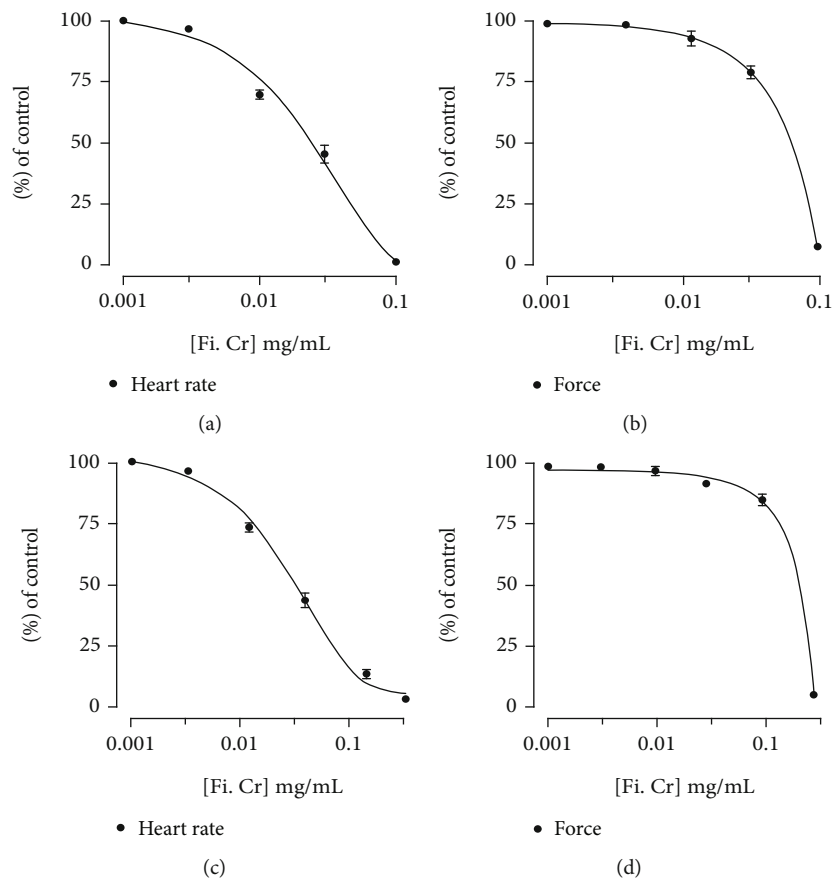 100
75
50
25
0
(%) of control
0.001 0.01 0.1
[Fi. Cr] mg/mL
Heart rate
(a)
100
75
50
25
0
(%) of control
0.001 0.01 0.1
[Fi. Cr] mg/mL
Force
(b)
100
75
50
25
0
(%) of control
0.001 0.01 0.1
[Fi. Cr] mg/mL
Heart rate
(c)
100
75
50
25
0
(%) of control
0.001 0.01 0.1
[Fi. Cr] mg/mL
Force
(d)